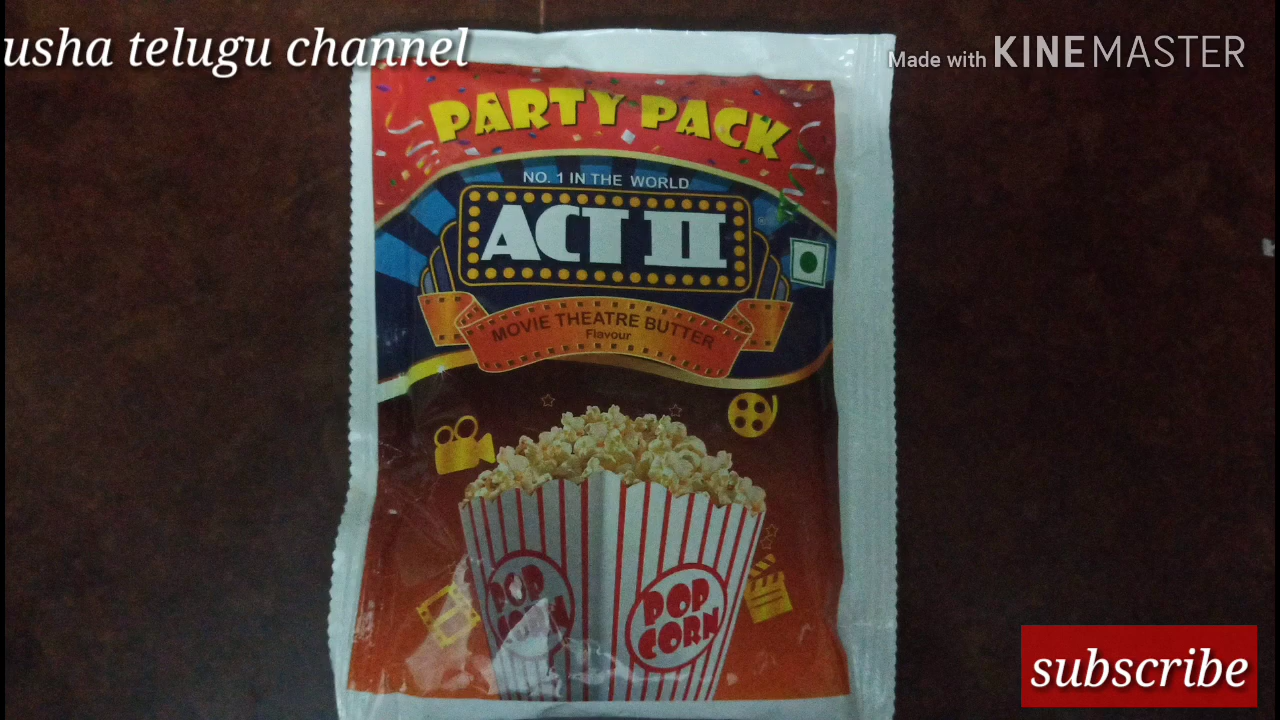 usha telugu channel
Made with KINEMASTER
PARTY PACK
NO. 1 IN THE WORLD
ACT II
MOVIE THEATRE BUTTER
Flavour
POP
CORN
POP
CORN
subscribe